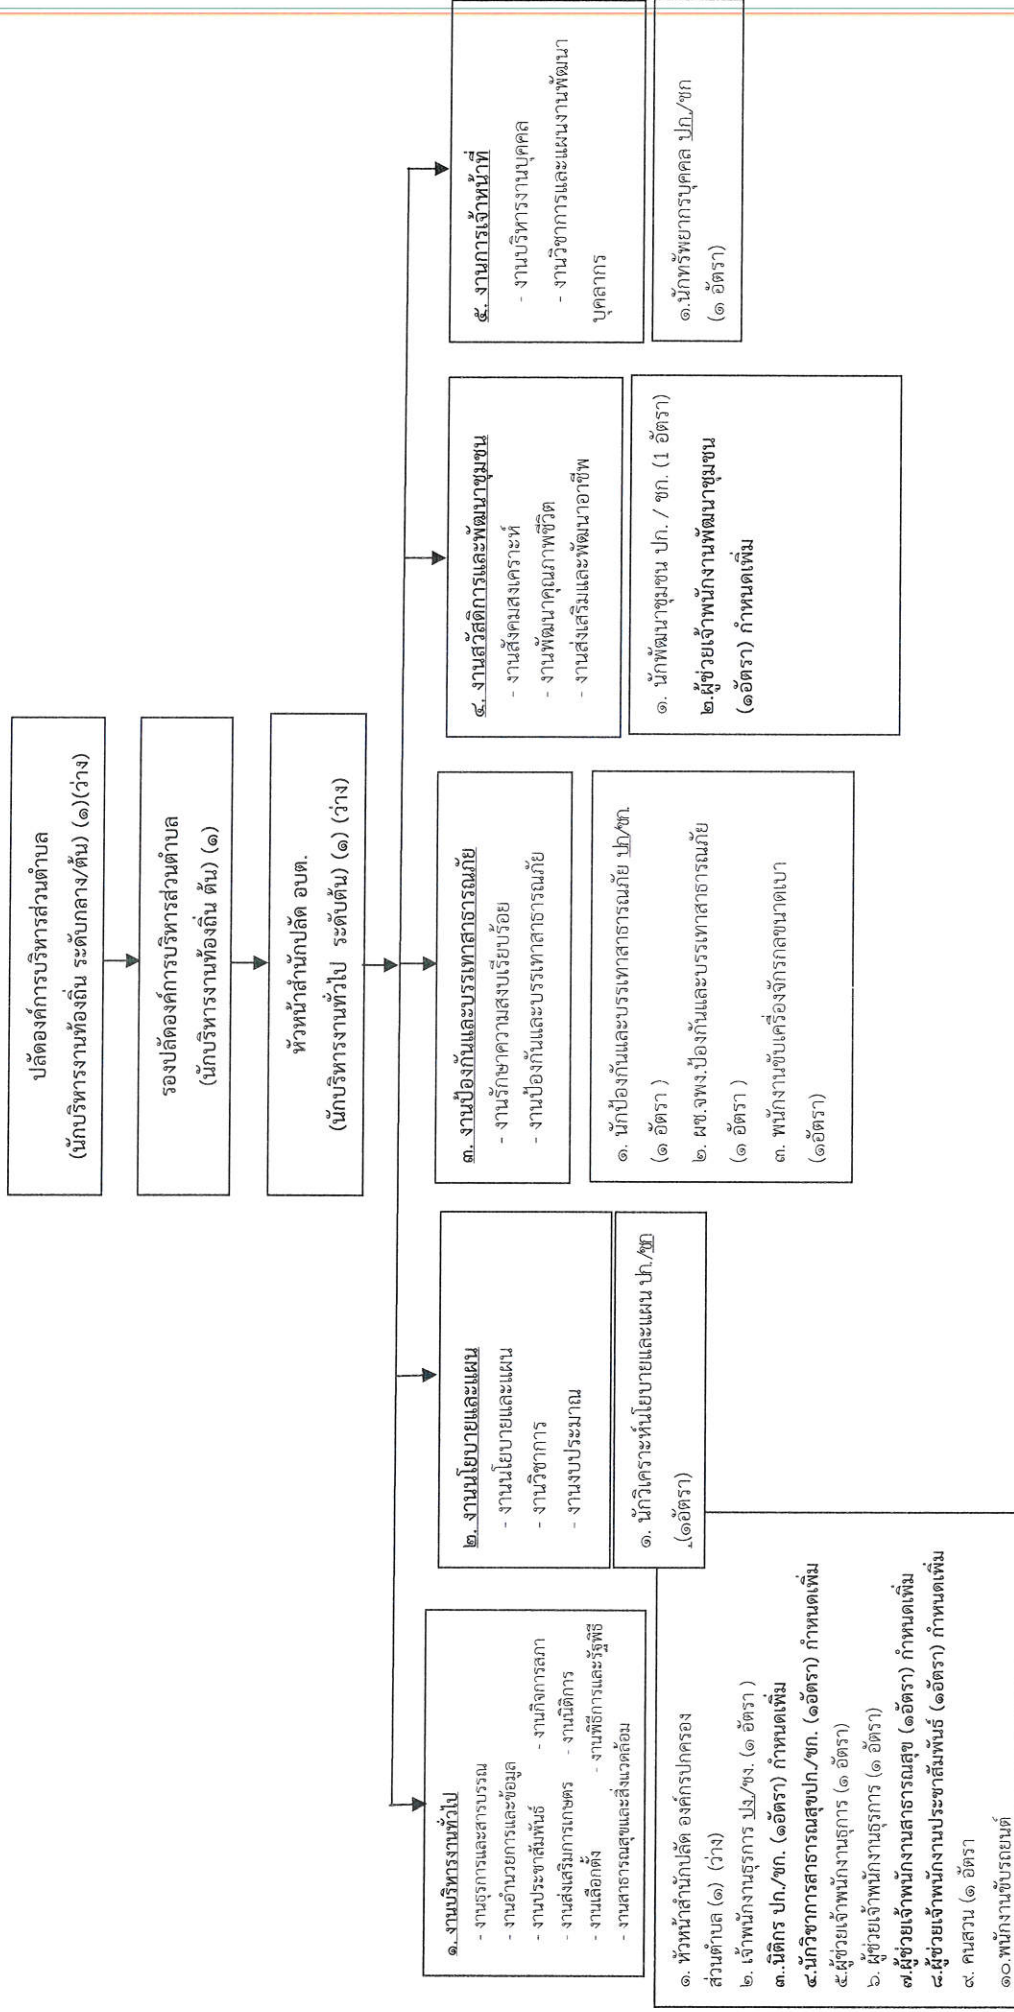 ปลัดองค์การบริหารส่วนตำบล
(นักบริหารงานท้องถิ่น ระดับกลาง/ต้น) (๑)(ว่าง)
รองปลัดองค์การบริหารส่วนตำบล
(นักบริหารงานท้องถิ่น ต้น) (๑)
หัวหน้าสำนักปลัด อบต.
(นักบริหารงานทั่วไป ระดับต้น) (๑) (ว่าง)
๑. งานบริหารงานทั่วไป
- งานธุรการและสารบรรณ
- งานอำนวยการและข้อมูล
- งานประชาสัมพันธ์ - งานกิจการสภา
- งานส่งเสริมการเกษตร - งานนิติการ
- งานเลือกตั้ง - งานพิธีการและรัฐพิธี
- งานสาธารณสุขและสิ่งแวดล้อม
๑. หัวหน้าสำนักปลัด องค์กรปกครอง
ส่วนตำบล (๑) (ว่าง)
๒. เจ้าพนักงานธุรการ ปง./ชง. (๑ อัตรา )
๓..นิติกร ปก./ชก. (๑อัตรา) กำหนดเพิ่ม
๔.นักวิชาการสาธารณสุขปก./ชก. (๑อัตรา) กำหนดเพิ่ม
๕.ผู้ช่วยเจ้าพนักงานธุการ (๑ อัตรา)
๖. ผู้ช่วยเจ้าพนักงานธุรการ (๑ อัตรา)
๗.ผู้ช่วยเจ้าพนักงานสาธารณสุข (๑อัตรา) กำหนดเพิ่ม
๘.ผู้ช่วยเจ้าพนักงานประชาสัมพันธ์ (๑อัตรา) กำหนดเพิ่ม
๙. คนสวน (๑ อัตรา
๑๐.พนักงานขับรถยนต์
๒. งานนโยบายและแผน
- งานนโยบายและแผน
- งานวิชาการ
- งานงบประมาณ
๑. นักวิเคราะห์นโยบายและแผน ปก./ชก
(๑อัตรา)
๓. งานป้องกันและบรรเทาสาธารณภัย
- งานรักษาความสงบเรียบร้อย
- งานป้องกันและบรรเทาสาธารณภัย
๑. นักป้องกันและบรรเทาสาธารณภัย ปก/ชก.
(๑ อัตรา )
๒. ผช.จพง.ป้องกันและบรรเทาสาธารณภัย
(๑ อัตรา )
๓. พนักงานขับเครื่องจักรกลขนาดเบา
(๑อัตรา)
๔. งานสวัสดิการและพัฒนาชุมชน
- งานสังคมสงเคราะห์
- งานพัฒนาคุณภาพชีวิต
- งานส่งเสริมและพัฒนาอาชีพ
๑. นักพัฒนาชุมชน ปก. / ชก. (1 อัตรา)
๒.ผู้ช่วยเจ้าพนักงานพัฒนาชุมชน
(๑อัตรา) กำหนดเพิ่ม
๕. งานการเจ้าหน้าที่
- งานบริหารงานบุคคล
- งานวิชาการและแผนงานพัฒนา
บุคลากร
๑.นักทรัพยากรบุคคล ปก./ชก
(๑ อัตรา)